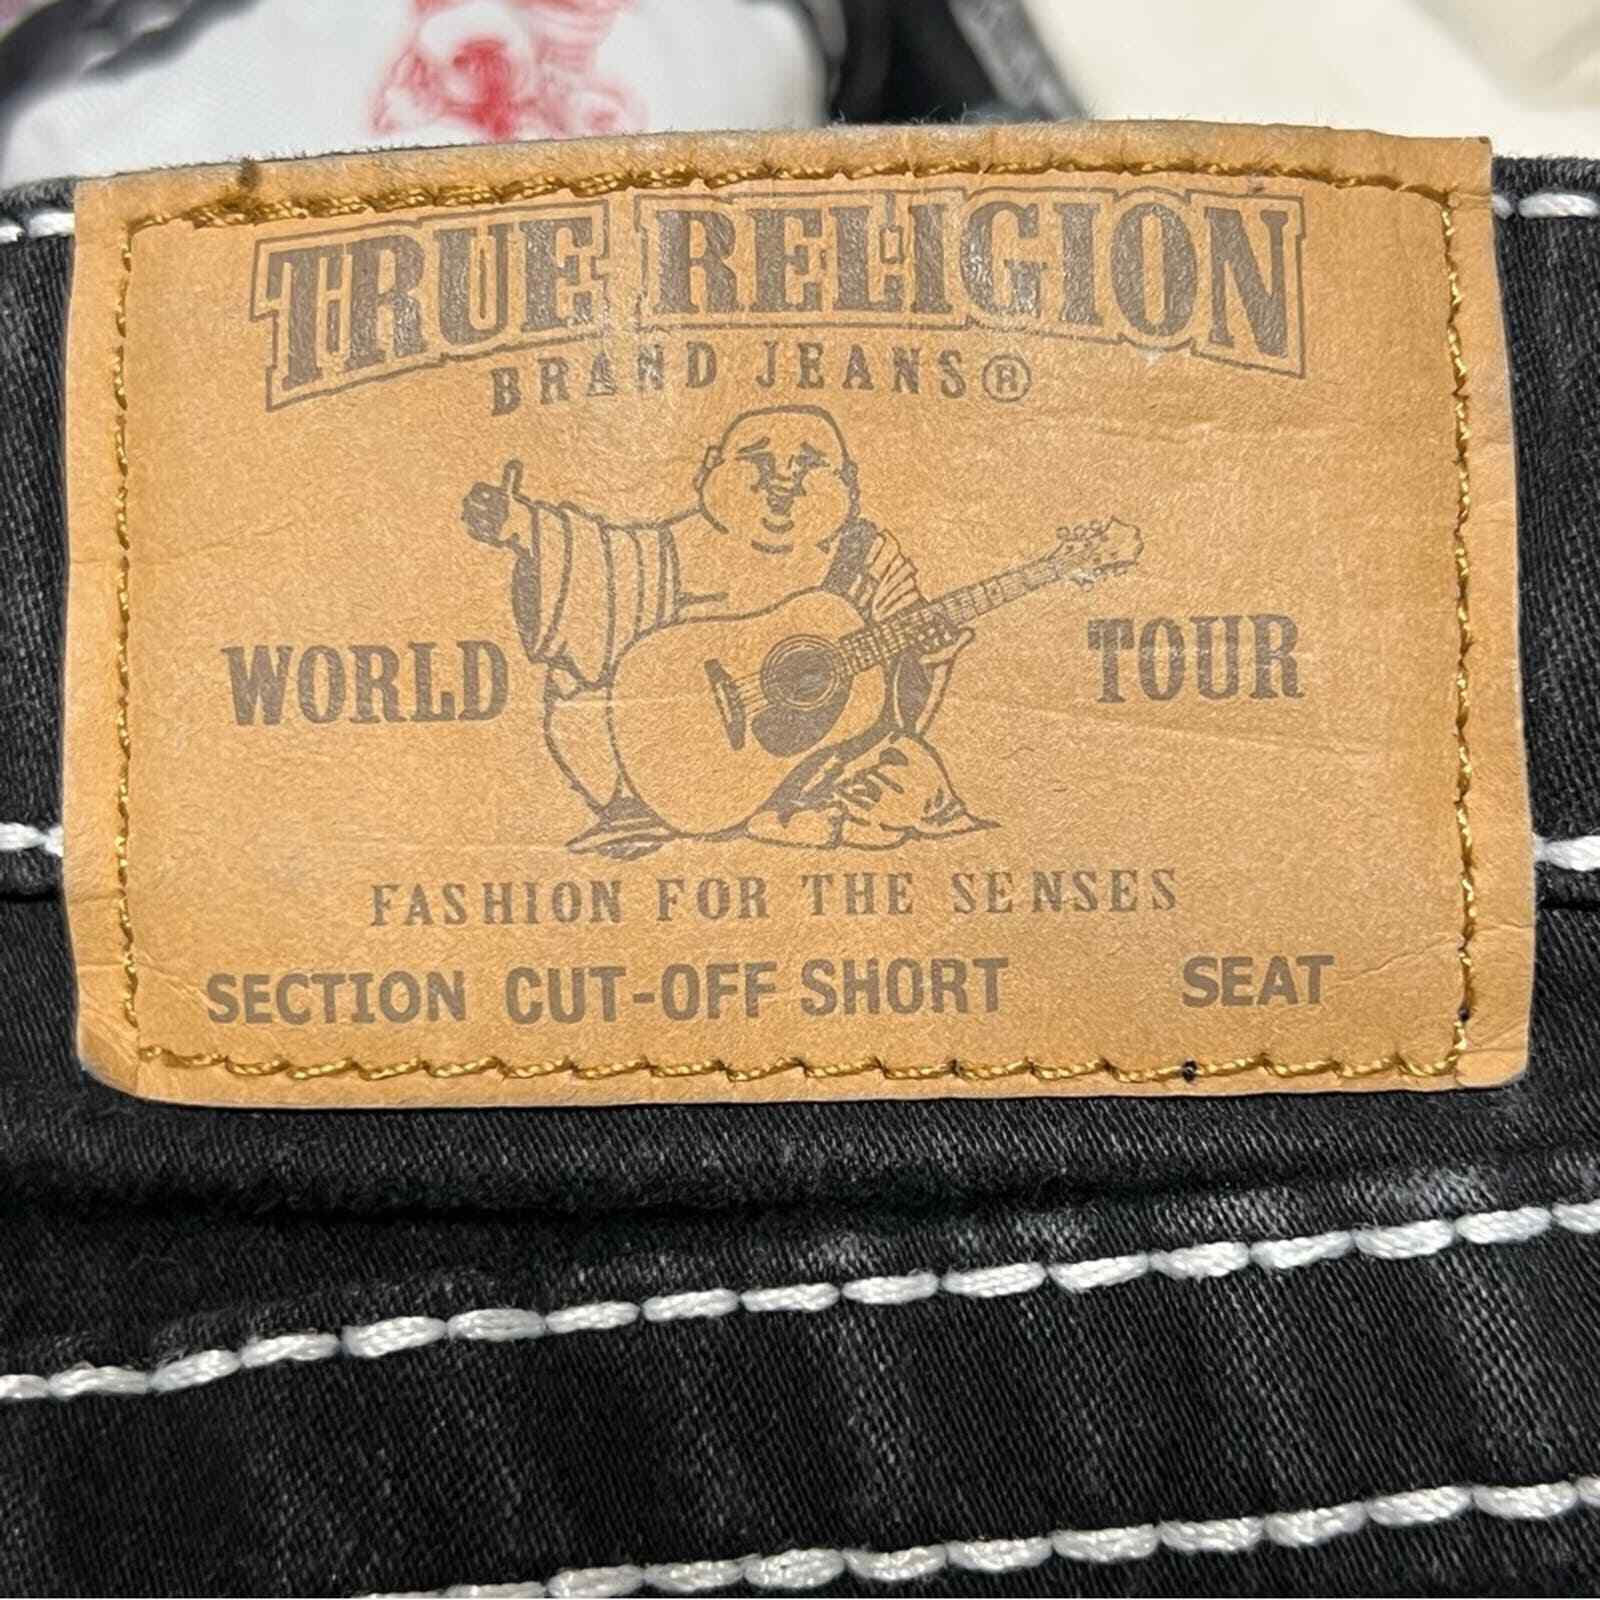 TRUE RELIGION
BRAND JEANS®
WORLD TOUR
FASHION FOR THE SENSES
SECTION CUT-OFF SHORT SEAT